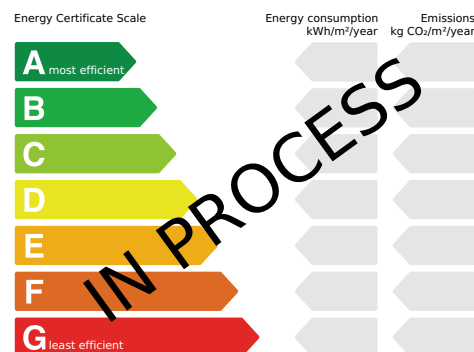 Energy Certificate Scale
Energy consumption
kWh/m²/year
Emissions
kg CO₂/m²/year
A most efficient
B
C
D
E
F
G least efficient
IN PROCESS